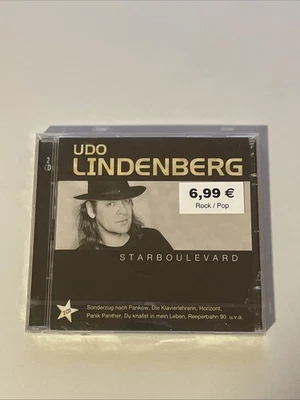 UDO
LINDENBERG
2
CD
6,99 €
Rock / Pop
STARBOULEVARD
2CD
Sonderzug nach Pankow, Die Klavierlehrerin, Horizont,
Panik Panther, Du knallst in mein Leben, Reeperbahn 90. u.v.a.